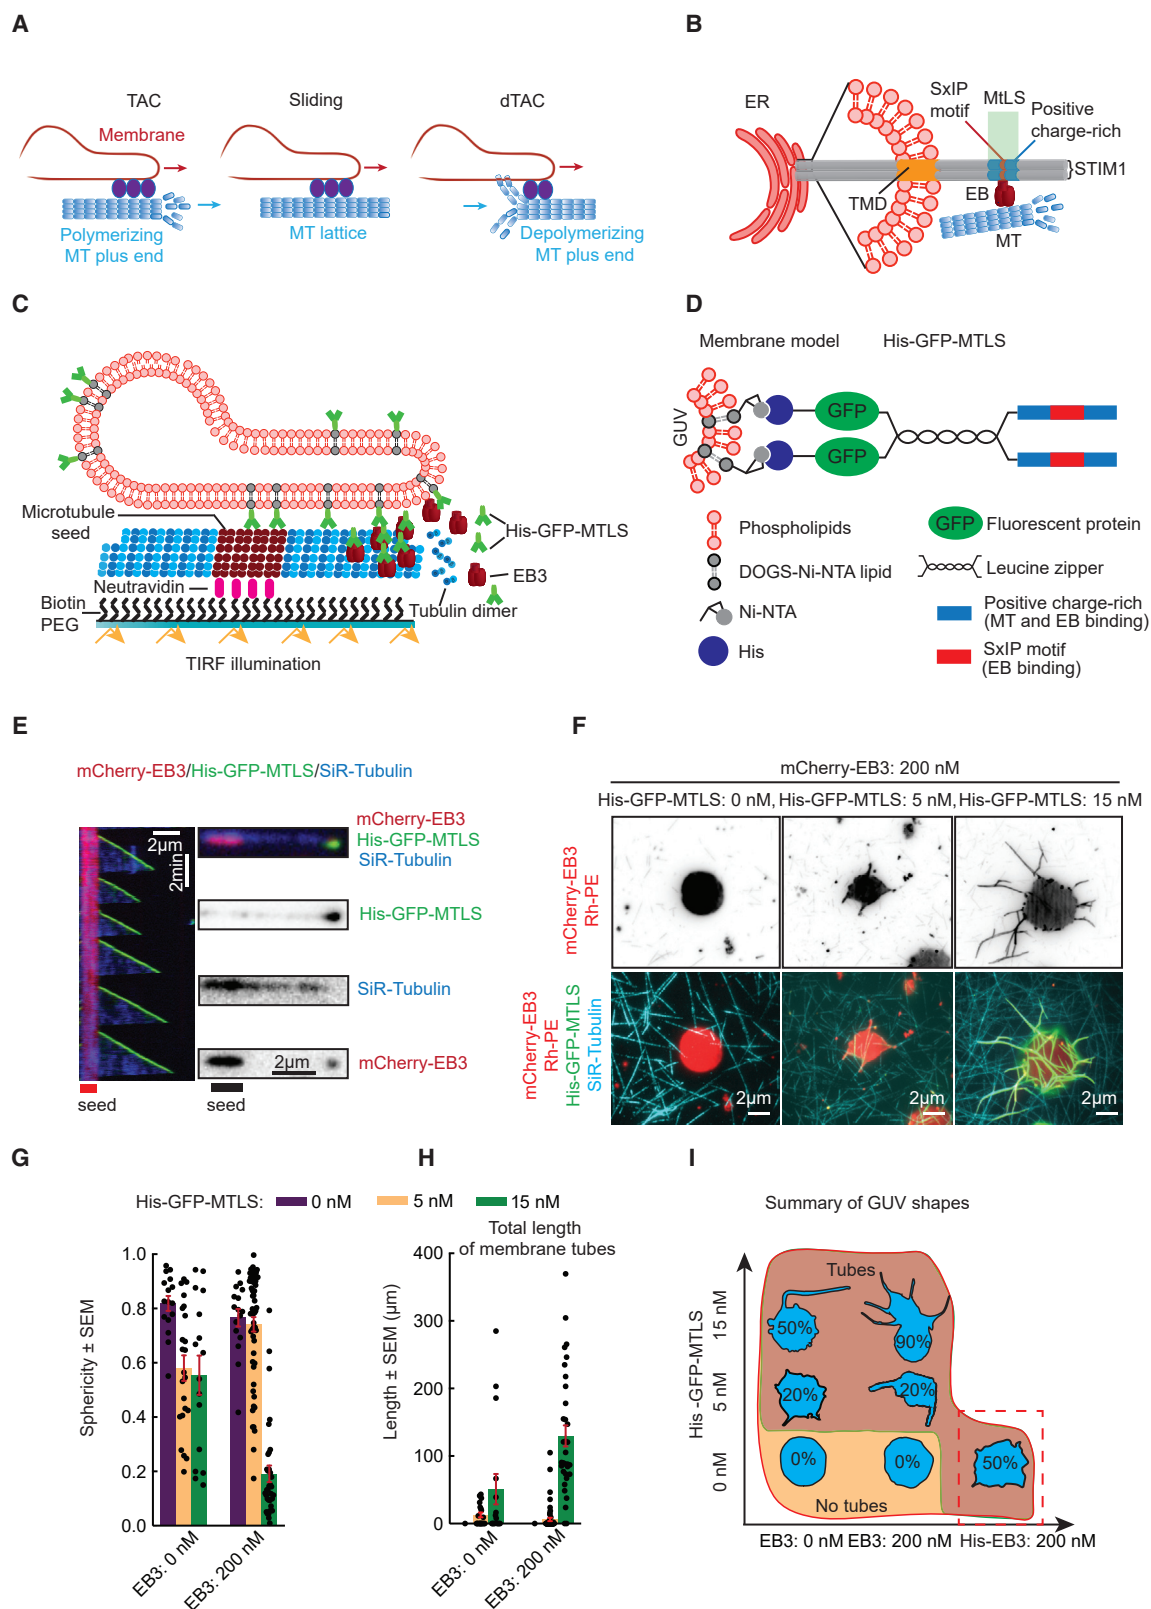 A
TAC
Sliding
dTAC
Membrane
Polymerizing
MT plus end
MT lattice
Depolymerizing
MT plus end
B
ER
SxIP
motif
MtLS
Positive
charge-rich
STIM1
TMD
EB
MT
C
Microtubule
seed
His-GFP-MTLS
EB3
Neutravidin
Tubulin dimer
Biotin
PEG
TIRF illumination
D
Membrane model
His-GFP-MTLS
GUV
GFP
GFP
Phospholipids
DOGS-Ni-NTA lipid
Ni-NTA
His
GFP
Fluorescent protein
Leucine zipper
Positive charge-rich
(MT and EB binding)
SxIP motif
(EB binding)
E
mCherry-EB3/His-GFP-MTLS/SiR-Tubulin
2μm
2min
seed
mCherry-EB3
His-GFP-MTLS
SiR-Tubulin
His-GFP-MTLS
SiR-Tubulin
mCherry-EB3
2μm
seed
F
mCherry-EB3: 200 nM
His-GFP-MTLS: 0 nM, His-GFP-MTLS: 5 nM, His-GFP-MTLS: 15 nM
mCherry-EB3
Rh-PE
mCherry-EB3
Rh-PE
His-GFP-MTLS
SiR-Tubulin
2μm
2μm
2μm
G
His-GFP-MTLS: 0 nM 5 nM 15 nM
Sphericity ± SEM
1.0
0.8
0.6
0.4
0.2
0.0
EB3: 0 nM
EB3: 200 nM
H
Total length
of membrane tubes
Length ± SEM (μm)
400
300
200
100
0
EB3: 0 nM
EB3: 200 nM
I
Summary of GUV shapes
His -GFP-MTLS
15 nM
5 nM
0 nM
Tubes
50%
90%
20%
20%
0%
0%
50%
No tubes
EB3: 0 nM EB3: 200 nM His-EB3: 200 nM